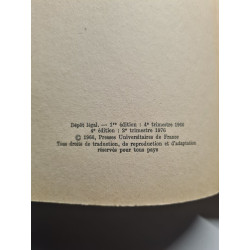 Dépôt légal. — 1re édition : 4e trimestre 1966
4e édition : 2e trimestre 1976
© 1966, Presses Universitaires de France
Tous droits de traduction, de reproduction et d'adaptation
réservés pour tous pays